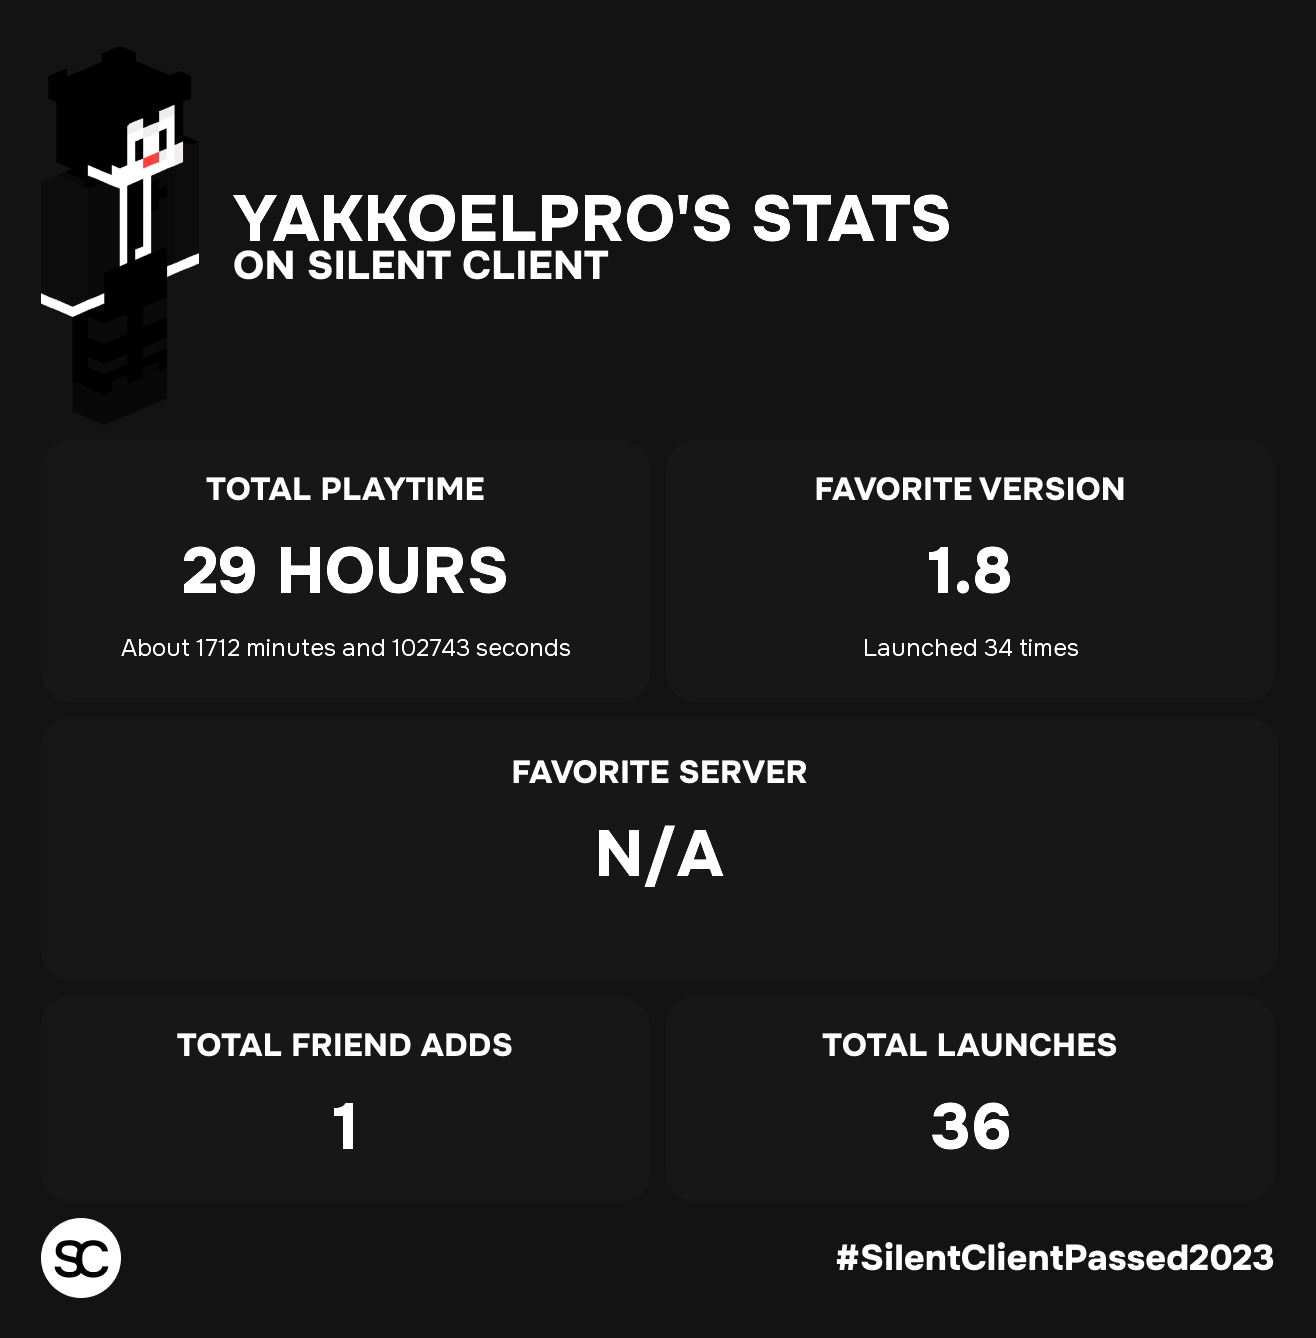 YAKKOELPRO'S STATS
ON SILENT CLIENT
TOTAL PLAYTIME
29 HOURS
About 1712 minutes and 102743 seconds
FAVORITE VERSION
1.8
Launched 34 times
FAVORITE SERVER
N/A
TOTAL FRIEND ADDS
1
TOTAL LAUNCHES
36
SC
#SilentClientPassed2023